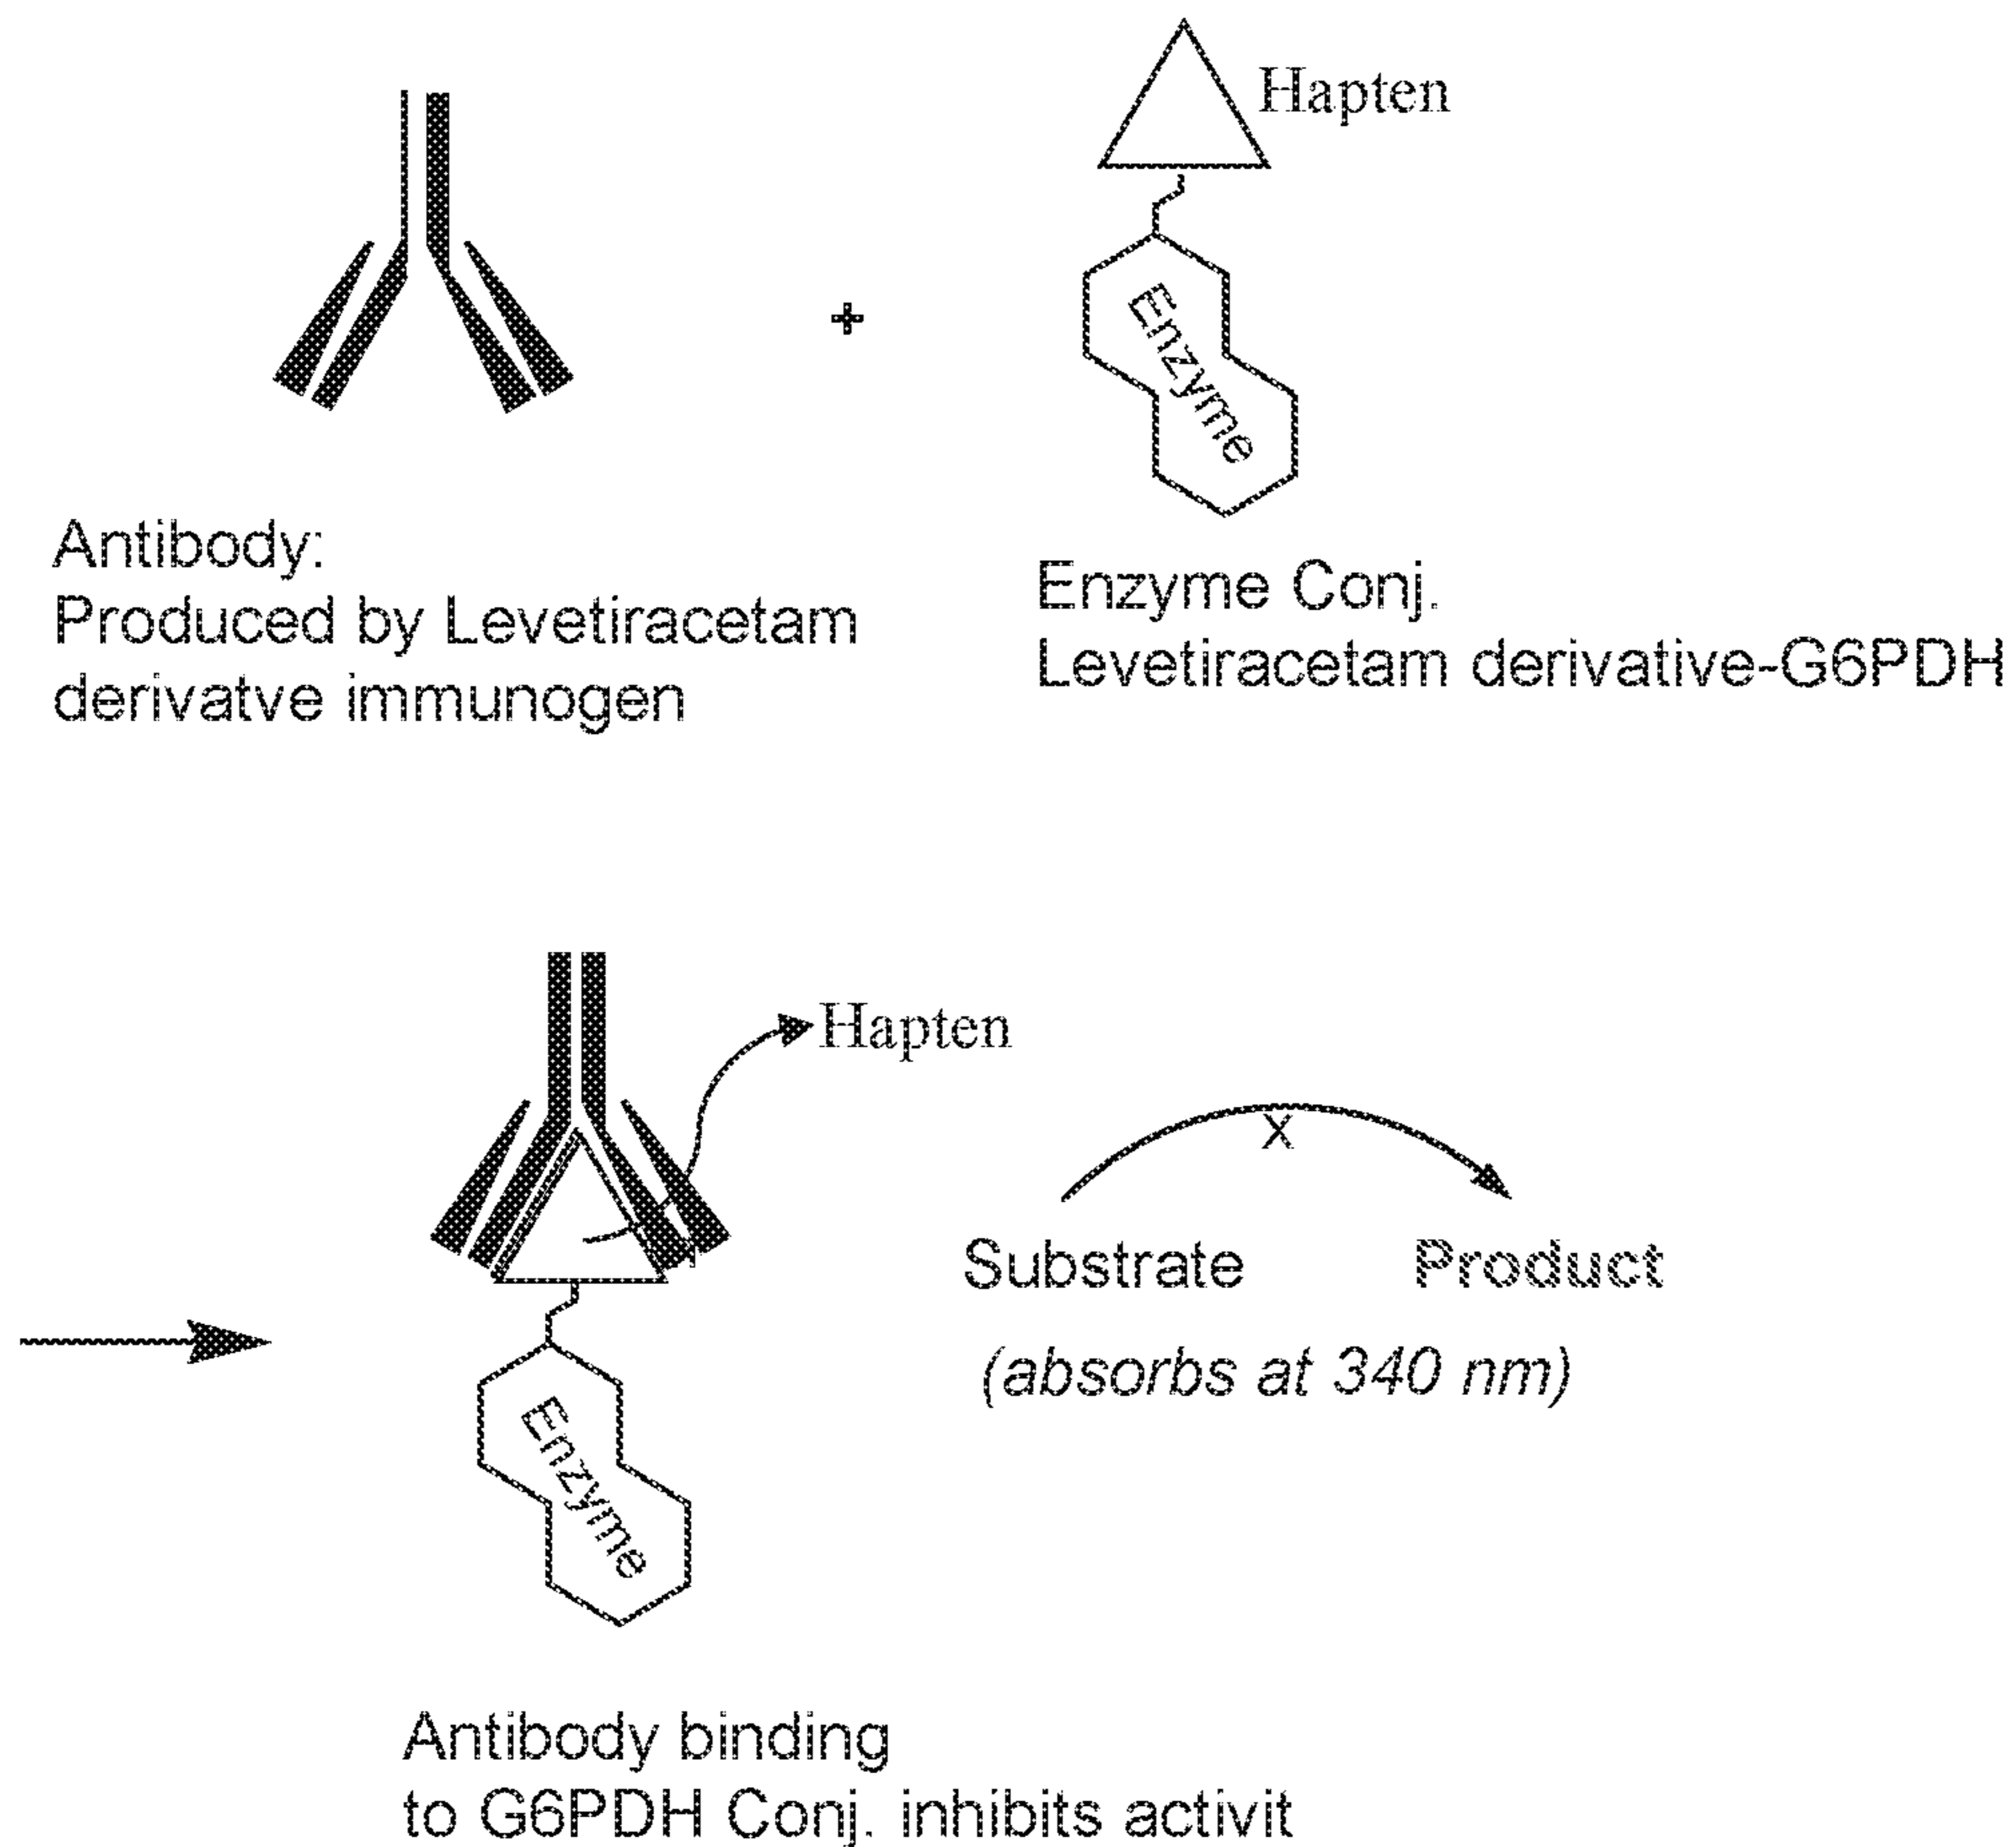 Hapten
Enzyme
+
Antibody:
Produced by Levetiracetam
derivatve immunogen
Enzyme Conj.
Levetiracetam derivative-G6PDH
Hapten
X
Substrate Product
(absorbs at 340 nm)
Enzyme
Antibody binding
to G6PDH Conj. inhibits activit